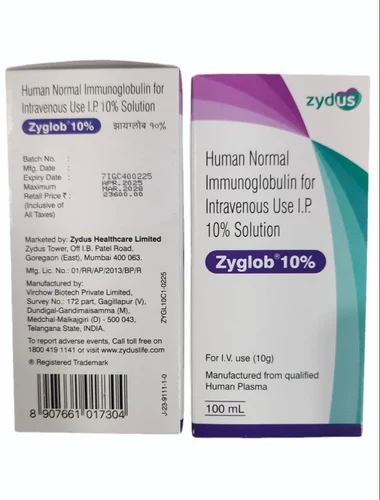 Human Normal Immunoglobulin for
Intravenous Use I.P. 10% Solution
Zyglob® 10% झायग्लोब १०%
Batch No. :
Mfg. Date :
Expiry Date : 7IGC400225
Maximum APR.2025
Retail Price ₹ : MAR.2028
(Inclusive of 23600.00
All Taxes)
Marketed by: Zydus Healthcare Limited
Zydus Tower, Off I.B. Patel Road,
Goregaon (East), Mumbai 400 063.
Mfg. Lic. No.: 01/RR/AP/2013/BP/R
Manufactured by:
Virchow Biotech Private Limited,
Survey No.: 172 part, Gagillapur (V),
Dundigal-Gandimaisamma (M),
Medchal-Malkajgiri (D) - 500 043,
Telangana State, INDIA.
To report adverse events, Call toll free on
1800 419 1141 or visit www.zyduslife.com
® Registered Trademark
8 907661 017304
ZYGL10C1-0225
J-23-9111-1-0
zydus
Human Normal
Immunoglobulin for
Intravenous Use I.P.
10% Solution
Zyglob® 10%
For I.V. use (10g)
Manufactured from qualified
Human Plasma
100 mL